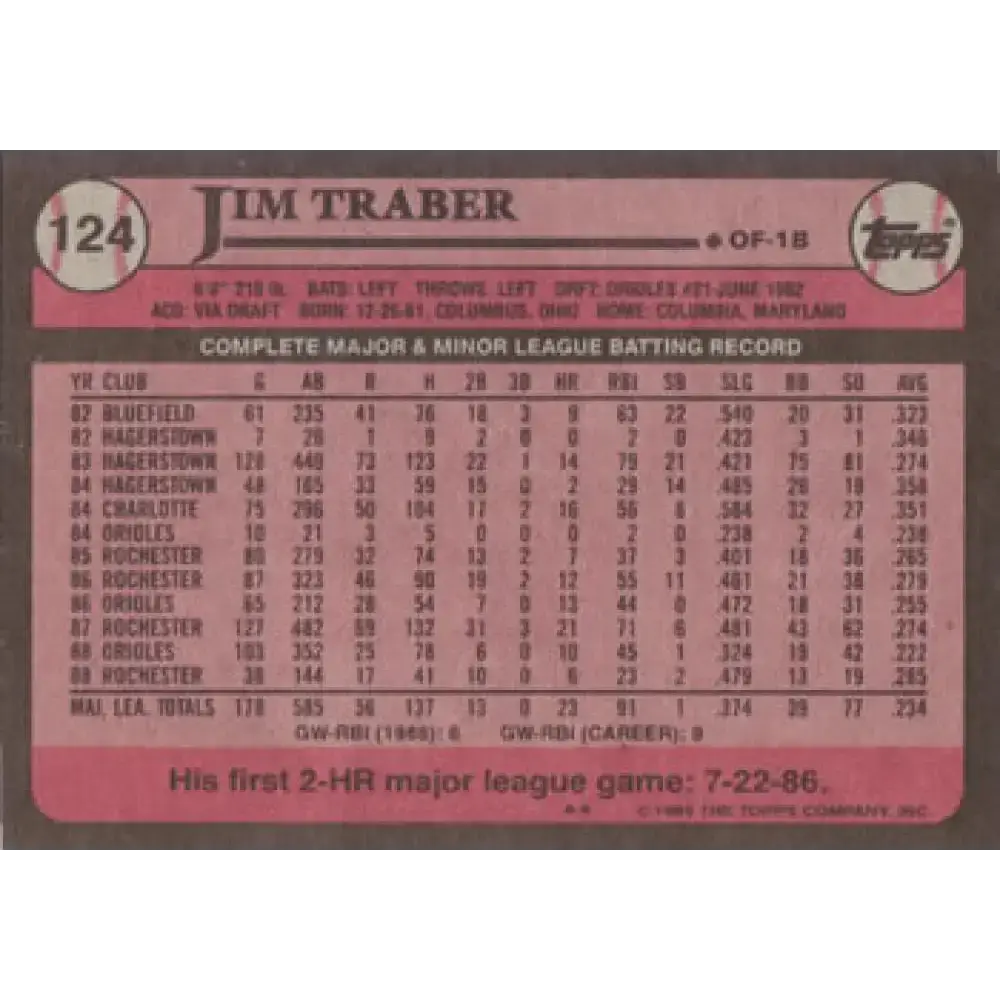 124
JIM TRABER
OF-1B
Topps
BATS: LEFT THROWS: LEFT DRFT: ORIOLES #21-JUNE 1982
ACQ: VIA DRAFT BORN: 12-26-61, COLUMBUS, OHIO HOME: COLUMBIA, MARYLAND
COMPLETE MAJOR & MINOR LEAGUE BATTING RECORD
YR CLUB G AB R H 2B 3B HR RBI SB SLG BB SO AVG
82 BLUEFIELD 61 235 41 76 18 3 9 63 22 .540 20 31 .323
82 HAGERSTOWN 7 26 1 9 2 0 0 2 0 .423 3 1 .346
83 HAGERSTOWN 128 449 73 123 22 1 14 79 21 .421 75 81 .274
84 HAGERSTOWN 48 165 33 59 15 0 2 29 14 .485 28 18 .358
84 CHARLOTTE 75 296 50 104 17 2 16 56 .584 32 27 .351
84 ORIOLES 10 21 3 5 0 0 0 2 0 .238 2 4 .238
85 ROCHESTER 80 279 32 74 13 2 7 37 3 .401 18 36 .265
86 ROCHESTER 87 323 46 90 19 2 12 55 11 .461 21 38 .279
86 ORIOLES 65 212 28 54 7 0 13 44 0 .472 18 31 .255
87 ROCHESTER 127 482 132 31 3 21 71 6 .481 43 62 .274
88 ORIOLES 103 352 25 78 6 0 10 45 1 .324 19 42 .222
88 ROCHESTER 38 144 17 41 10 0 6 23 2 .479 13 19 .285
MAJ. LEA. TOTALS 178 585 56 137 13 0 23 91 1 .374 39 77 .234
GW-RBI (1988): 6 GW-RBI (CAREER): 9
His first 2-HR major league game: 7-22-86.
** © 1989 THE TOPPS COMPANY, INC.